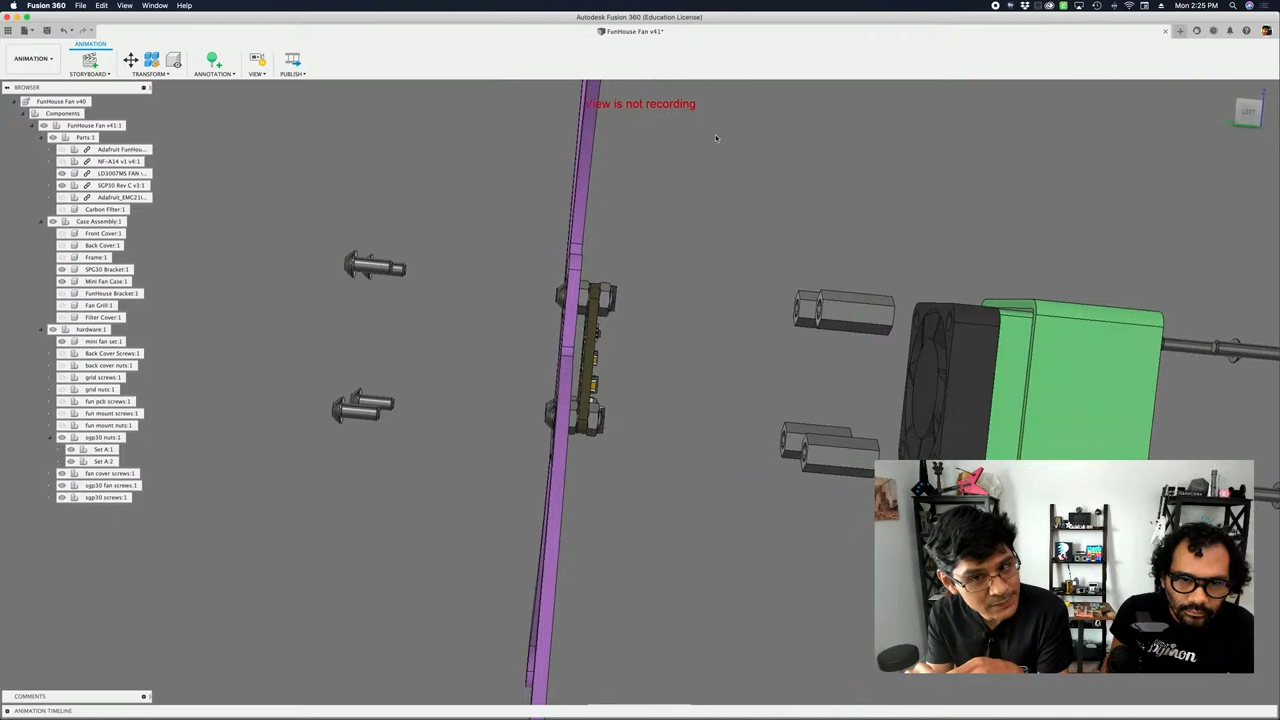 Fusion 360 File Edit View Window Help
Mon 2:25 PM
Autodesk Fusion 360 (Education License)
FunHouse Fan v41*
ANIMATION
ANIMATION
STORYBOARD
TRANSFORM
ANNOTATION
VIEW
PUBLISH
BROWSER
View is not recording
LEFT
Z
FunHouse Fan v40
Components
FunHouse Fan v41:1
Parts:1
Adafruit FunHou...
NF-A14 v1 v4:1
LD3007MS FAN
SGP30 Rev C v3:1
Adafruit_EMC21
Carbon Filter:1
Case Assembly:1
Front Cover:1
Back Cover:1
Frame:1
SPG30 Bracket:1
Mini Fan Case:1
FunHouse Bracket:1
Fan Grill:1
Filter Cover:1
hardware:1
mini fan set:1
Back Cover Screws:1
back cover nuts:1
grid screws:1
grid nuts:1
fun pcb screws:1
fun mount screws:1
fun mount nuts:1
sgp30 nuts:1
Set A:1
Set A:2
fan cover screws:1
sgp30 fan screws:1
sgp30 screws:1
COMMENTS
ANIMATION TIMELINE